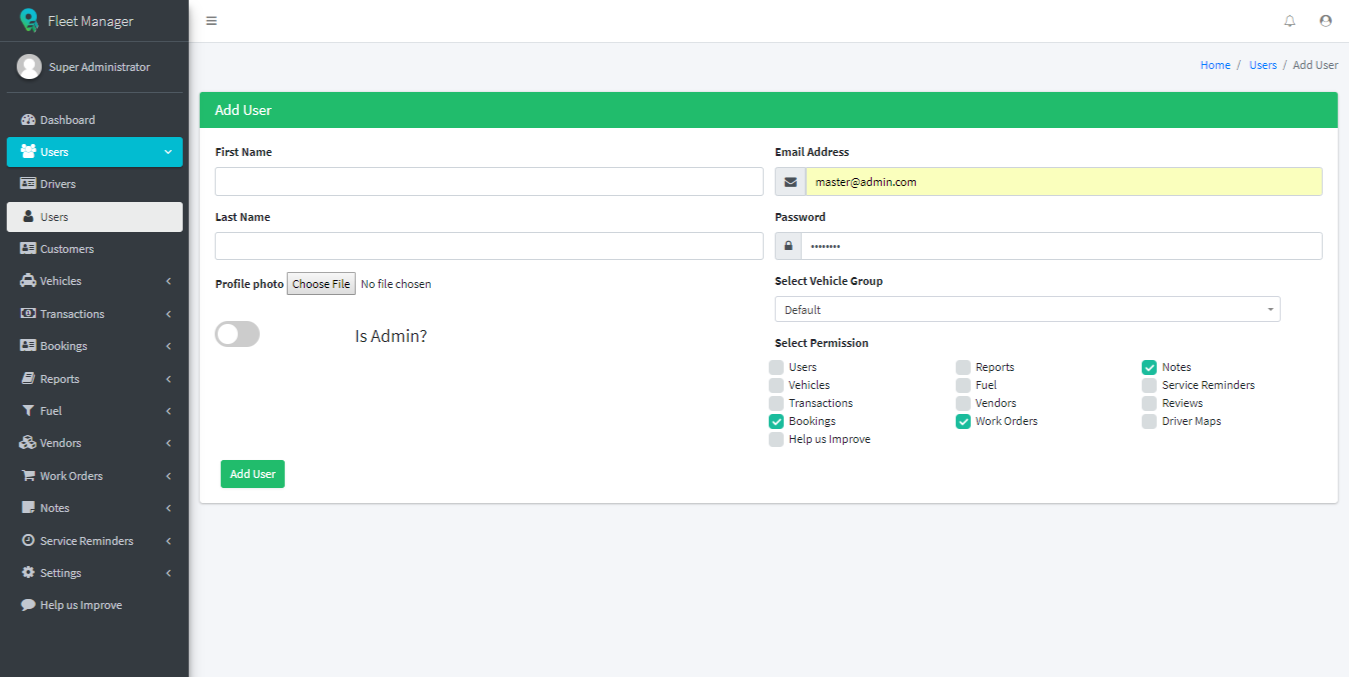 Fleet Manager
Super Administrator
Dashboard
Users
Drivers
Users
Customers
Vehicles
Transactions
Bookings
Reports
Fuel
Vendors
Work Orders
Notes
Service Reminders
Settings
Help us Improve
Home / Users / Add User
Add User
First Name
Last Name
Profile photo Choose File No file chosen
Is Admin?
Email Address
master@admin.com
Password
••••••••
Select Vehicle Group
Default
Select Permission
Users Reports Notes
Vehicles Fuel Service Reminders
Transactions Vendors Reviews
Bookings Work Orders Driver Maps
Help us Improve
Add User